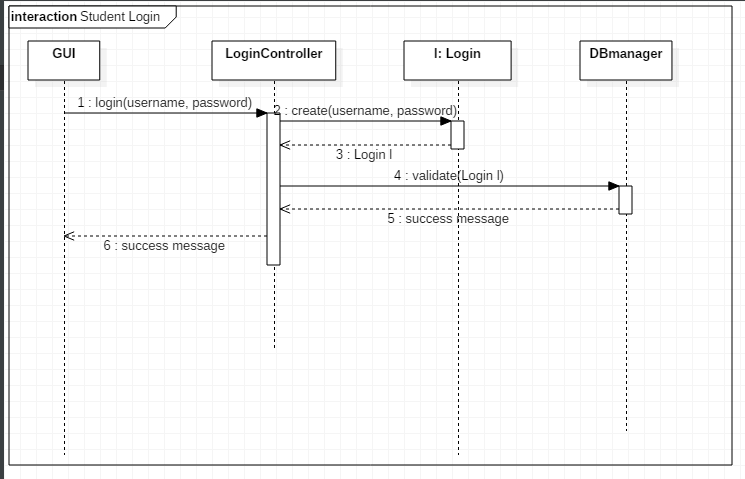 interaction Student Login
GUI
LoginController
l: Login
DBmanager
1 : login(username, password)
2 : create(username, password)
3 : Login l
4 : validate(Login l)
5 : success message
6 : success message